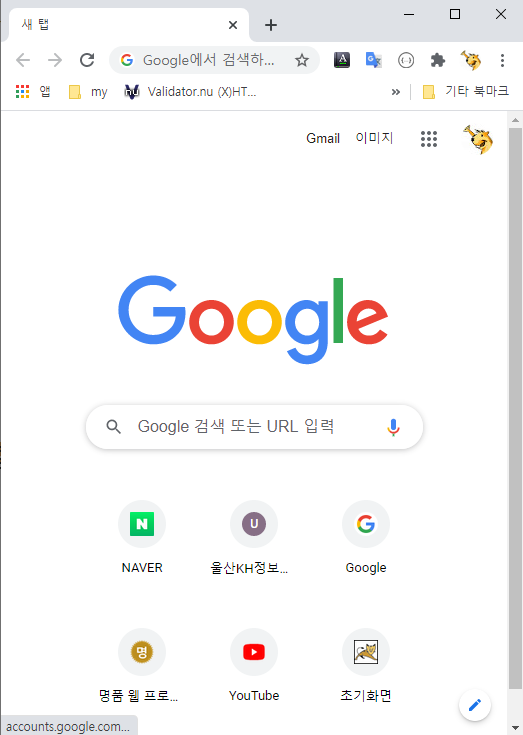 새 탭
Google에서 검색하...
A
앱
my
nu
Validator.nu (X)HT...
»
기타 북마크
Gmail 이미지
Google
Google 검색 또는 URL 입력
N
U
G
NAVER
울산KH정보...
Google
명
명품 웹 프로...
YouTube
초기화면
accounts.google.com...